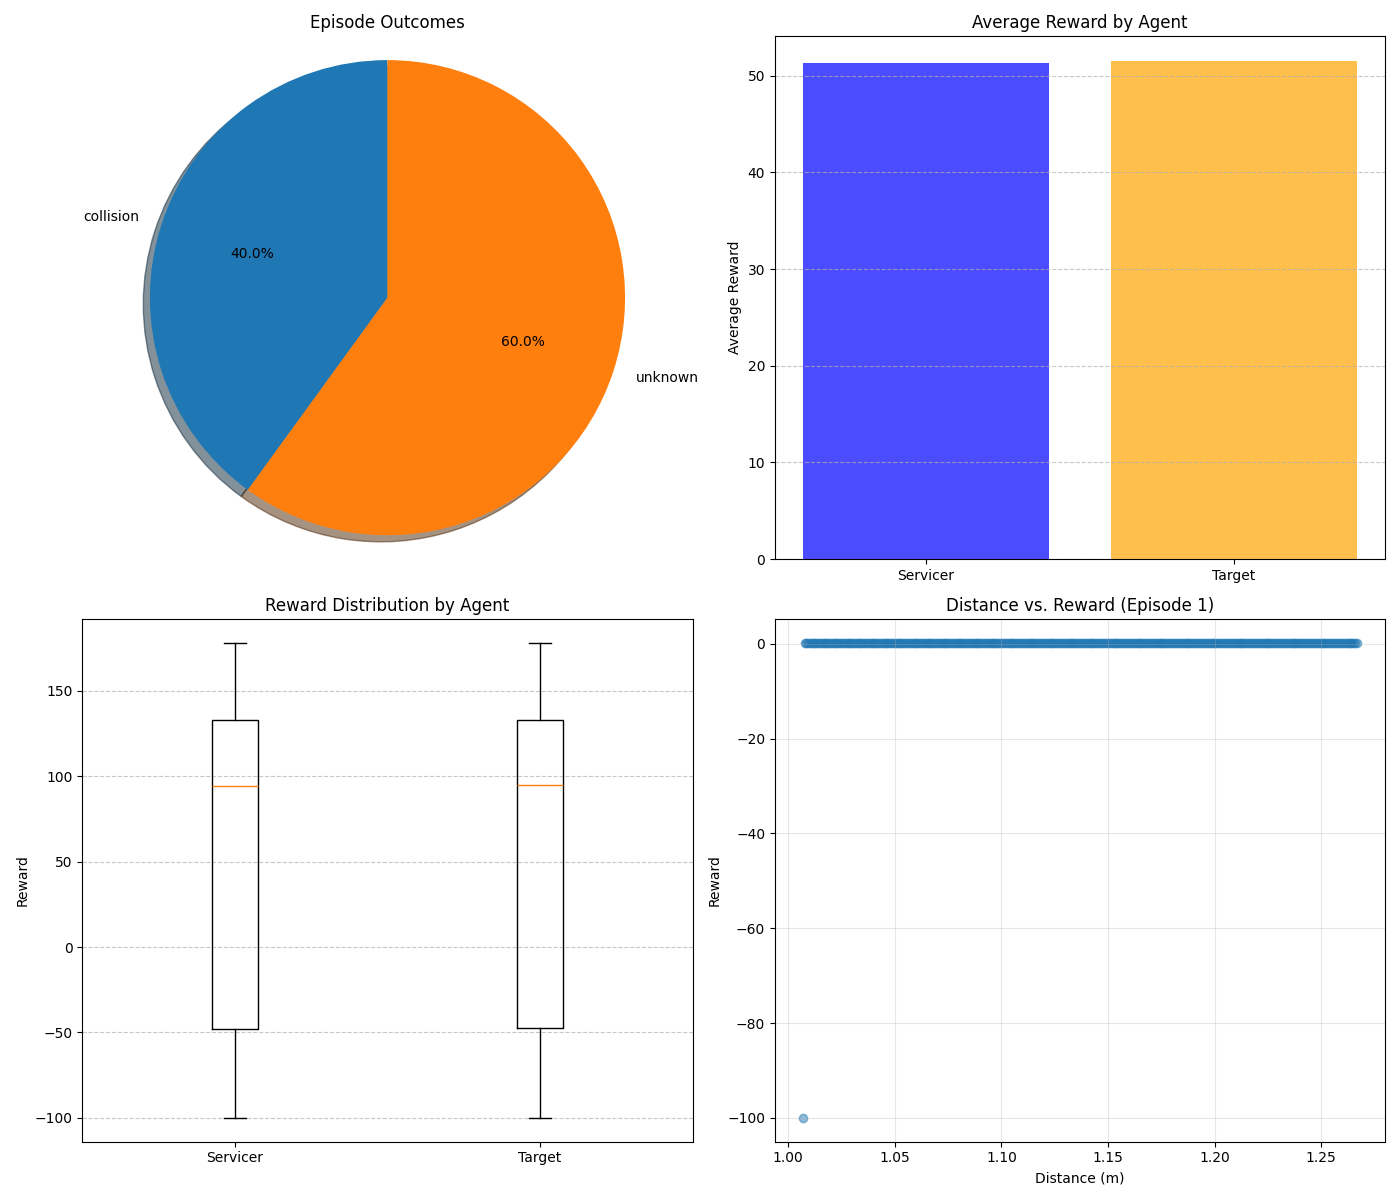 Episode Outcomes
collision
40.0%
60.0%
unknown
Average Reward by Agent
Average Reward
50
40
30
20
10
0
Servicer
Target
Reward Distribution by Agent
Reward
150
100
50
0
−50
−100
Servicer
Target
Distance vs. Reward (Episode 1)
Reward
0
−20
−40
−60
−80
−100
1.00
1.05
1.10
1.15
1.20
1.25
Distance (m)